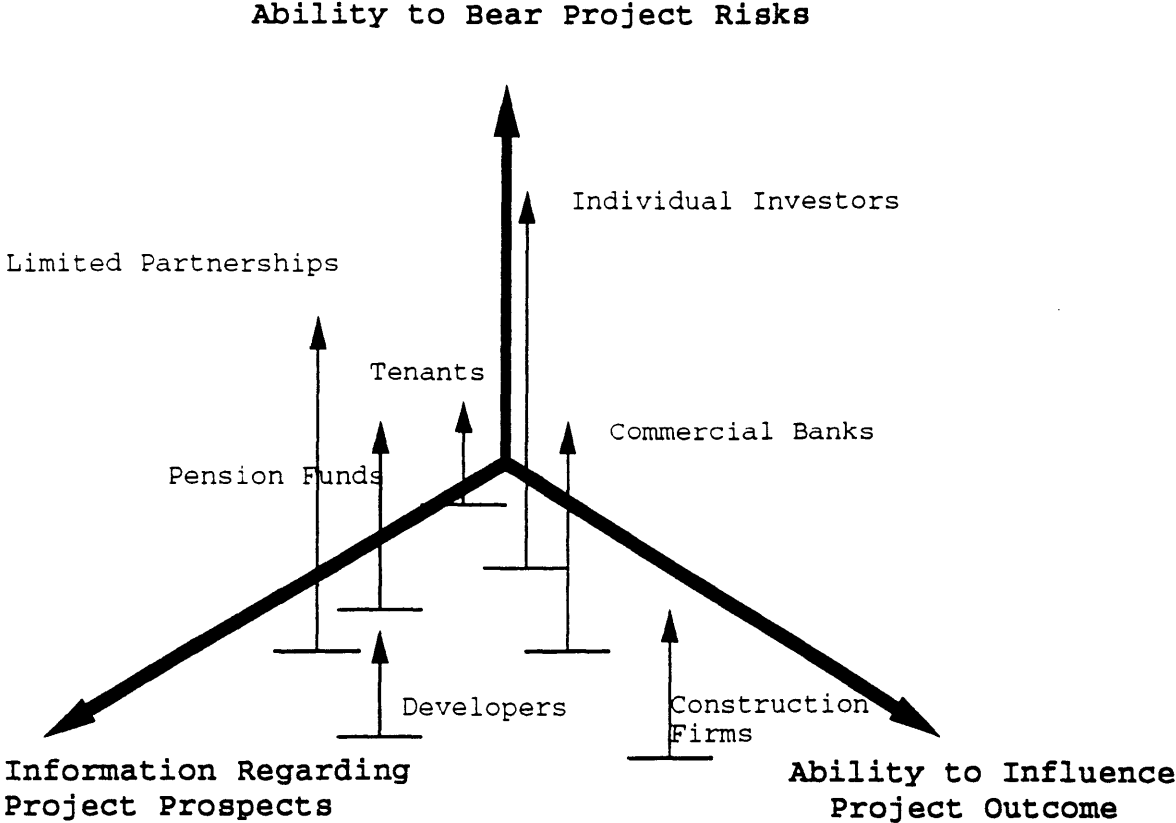 Ability to Bear Project Risks
Individual Investors
Limited Partnerships
Tenants
Commercial Banks
Pension Funds
Developers
Construction
Firms
Information Regarding
Project Prospects
Ability to Influence
Project Outcome